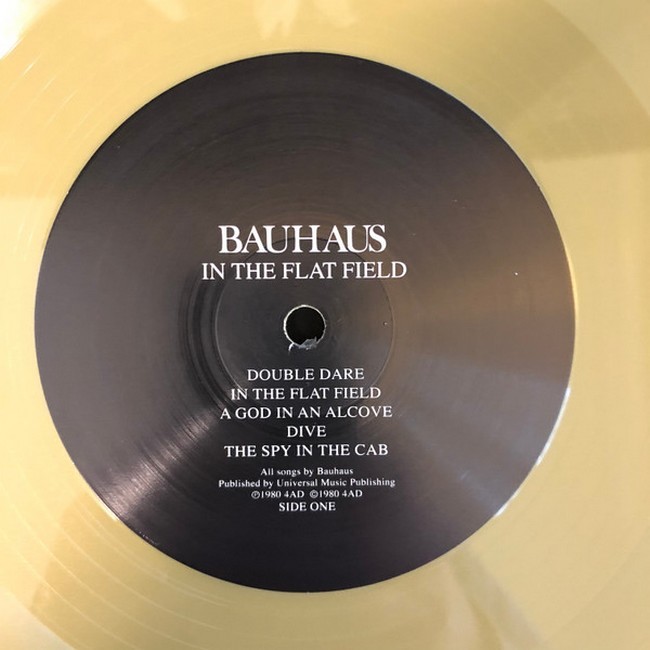 BAUHAUS
IN THE FLAT FIELD
DOUBLE DARE
IN THE FLAT FIELD
A GOD IN AN ALCOVE
DIVE
THE SPY IN THE CAB
All songs by Bauhaus
Published by Universal Music Publishing
℗1980 4AD ©1980 4AD
SIDE ONE